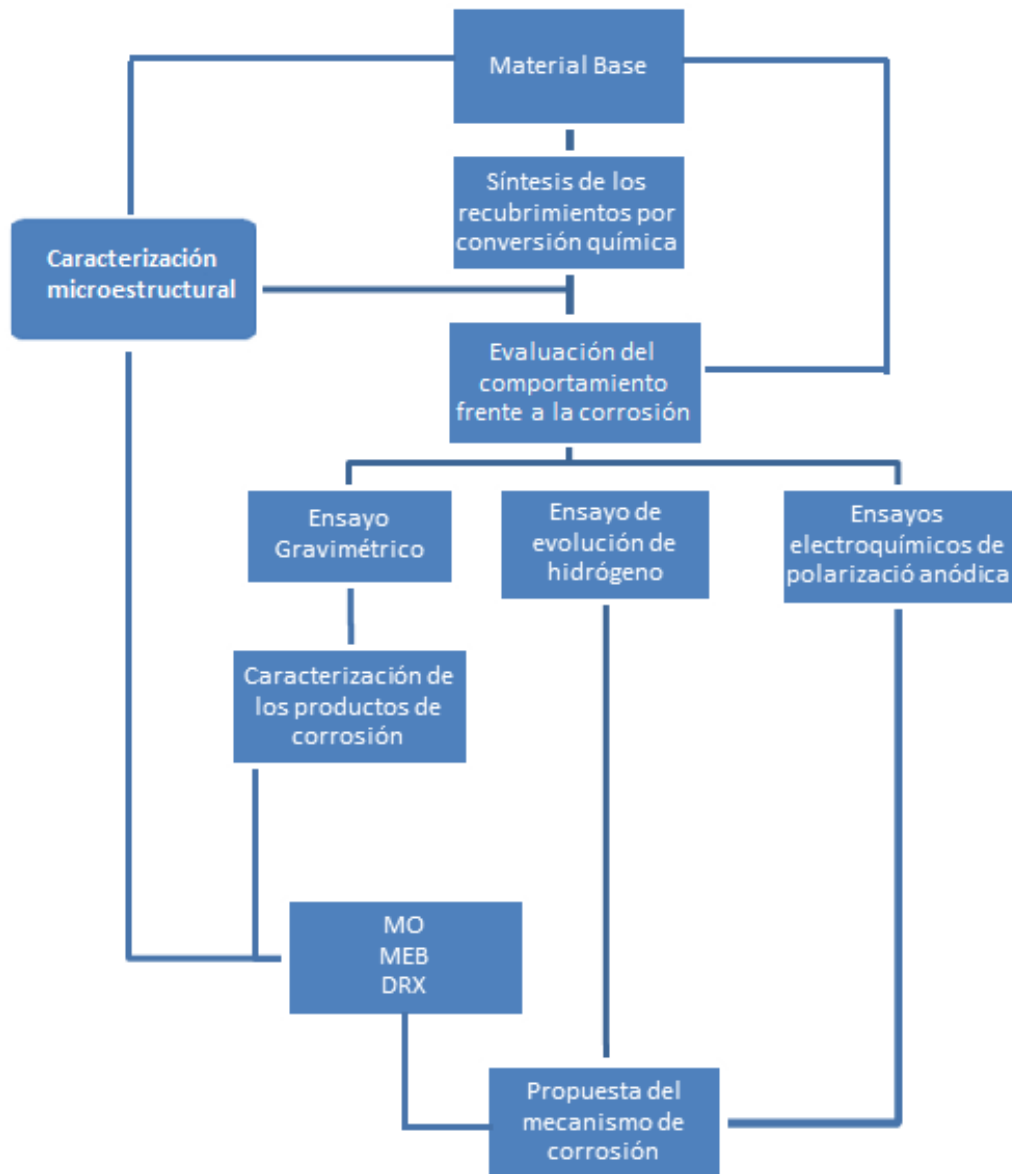 Material Base
Síntesis de los
recubrimientos por
conversión química
Caracterización
microestructural
Evaluación del
comportamiento
frente a la corrosión
Ensayo
Gravimétrico
Ensayo de
evolución de
hidrógeno
Ensayos
electroquímicos de
polarizació anódica
Caracterización de
los productos de
corrosión
MO
MEB
DRX
Propuesta del
mecanismo de
corrosión